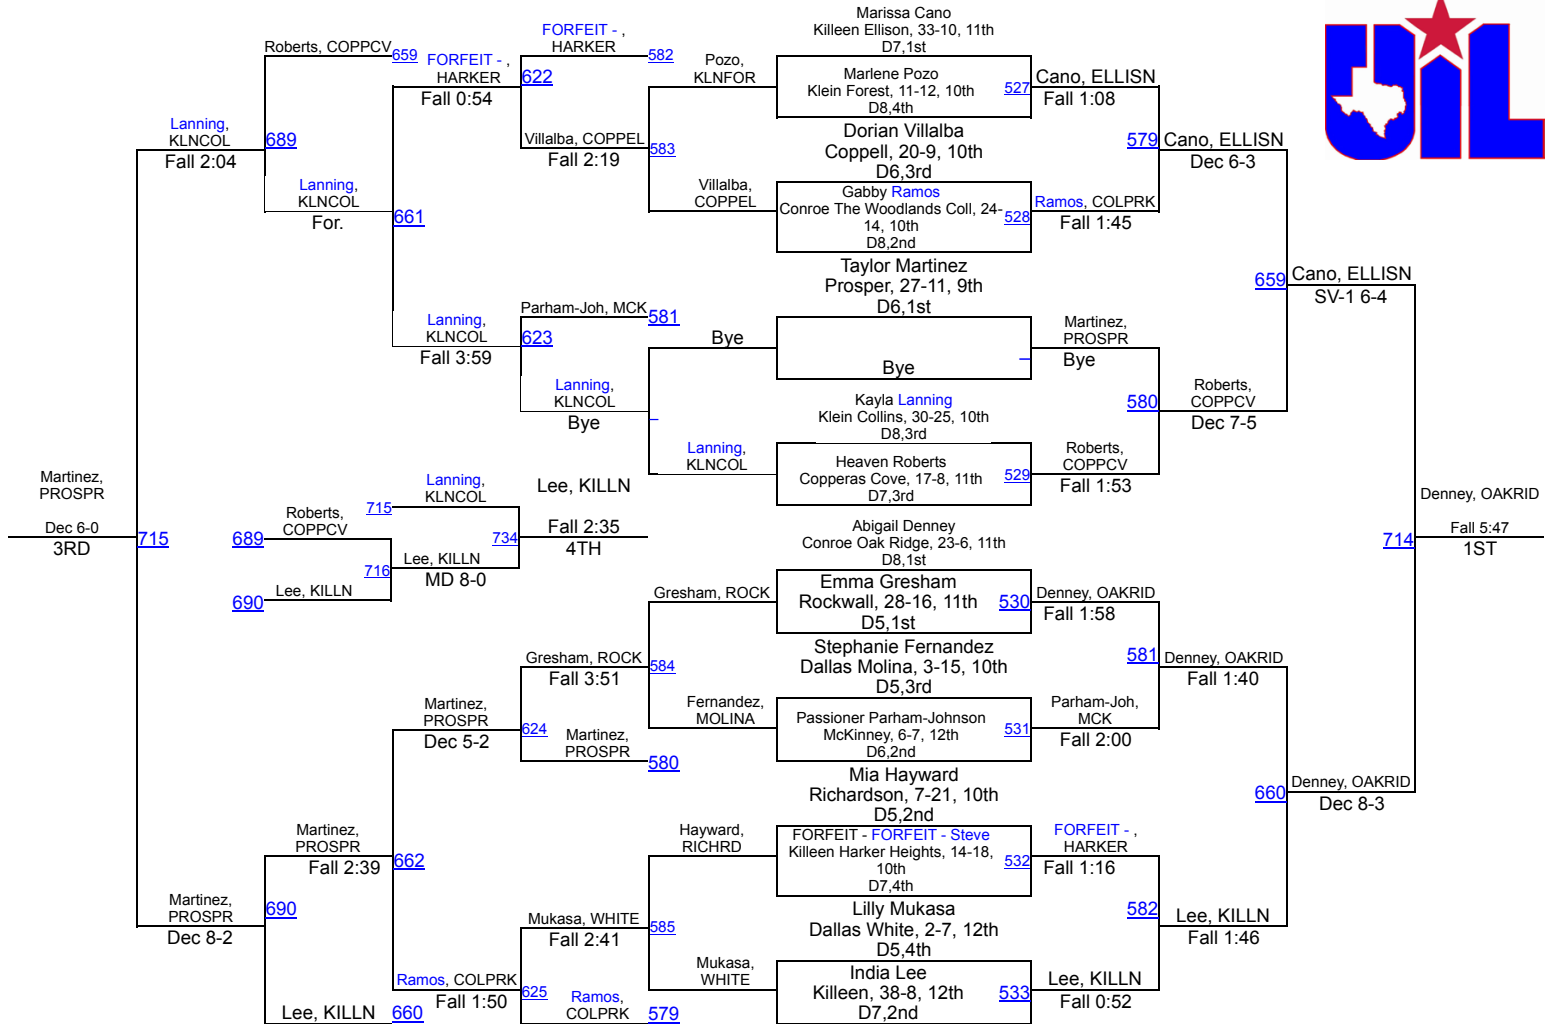 Marissa Cano
Killeen Ellison, 33-10, 11th
D7,1st
FORFEIT - ,
HARKER
582
Roberts, COPPCV
659
FORFEIT - ,
HARKER
Fall 0:54
622
Pozo,
KLNFOR
Marlene Pozo
Klein Forest, 11-12, 10th
D8,4th
527
Cano, ELLISN
Fall 1:08
Lanning,
KLNCOL
Fall 2:04
689
Villalba, COPPEL
Fall 2:19
583
Dorian Villalba
Coppell, 20-9, 10th
D6,3rd
579
Cano, ELLISN
Dec 6-3
Lanning,
KLNCOL
For.
661
Villalba,
COPPEL
Gabby Ramos
Conroe The Woodlands Coll, 24-
14, 10th
D8,2nd
528
Ramos, COLPRK
Fall 1:45
Taylor Martinez
Prosper, 27-11, 9th
D6,1st
659
Cano, ELLISN
SV-1 6-4
Lanning,
KLNCOL
Fall 3:59
Parham-Joh, MCK
581
623
Bye
Bye
Martinez,
PROSPR
Bye
Lanning,
KLNCOL
Bye
Kayla Lanning
Klein Collins, 30-25, 10th
D8,3rd
580
Roberts,
COPPCV
Dec 7-5
Lanning,
KLNCOL
Heaven Roberts
Copperas Cove, 17-8, 11th
D7,3rd
529
Roberts,
COPPCV
Fall 1:53
Martinez,
PROSPR
Dec 6-0
3RD
715
689
Roberts,
COPPCV
715
Lanning,
KLNCOL
Lee, KILLN
734
Fall 2:35
4TH
690
Lee, KILLN
716
Lee, KILLN
MD 8-0
Abigail Denney
Conroe Oak Ridge, 23-6, 11th
D8,1st
Denney, OAKRID
714
Fall 5:47
1ST
Gresham, ROCK
Emma Gresham
Rockwall, 28-16, 11th
D5,1st
530
Denney, OAKRID
Fall 1:58
Gresham, ROCK
Fall 3:51
584
Stephanie Fernandez
Dallas Molina, 3-15, 10th
D5,3rd
581
Denney, OAKRID
Fall 1:40
Martinez,
PROSPR
Dec 5-2
624
Martinez,
PROSPR
580
Fernandez,
MOLINA
Passioner Parham-Johnson
McKinney, 6-7, 12th
D6,2nd
531
Parham-Joh,
MCK
Fall 2:00
Mia Hayward
Richardson, 7-21, 10th
D5,2nd
660
Denney, OAKRID
Dec 8-3
Martinez,
PROSPR
Fall 2:39
662
Hayward,
RICHRD
FORFEIT - FORFEIT - Steve
Killeen Harker Heights, 14-18,
10th
D7,4th
532
FORFEIT - ,
HARKER
Fall 1:16
Martinez,
PROSPR
Dec 8-2
690
Mukasa, WHITE
Fall 2:41
585
Lilly Mukasa
Dallas White, 2-7, 12th
D5,4th
582
Lee, KILLN
Fall 1:46
Lee, KILLN
660
Ramos, COLPRK
Fall 1:50
625
Ramos,
COLPRK
579
Mukasa,
WHITE
India Lee
Killeen, 38-8, 12th
D7,2nd
533
Lee, KILLN
Fall 0:52
UIL